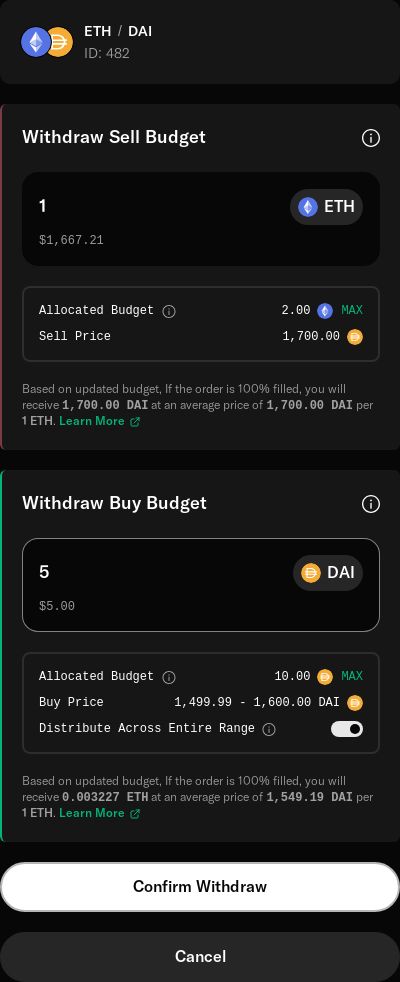 ETH / DAI
ID: 482
Withdraw Sell Budget
1
ETH
$1,667.21
Allocated Budget 2.00 MAX
Sell Price 1,700.00
Based on updated budget, If the order is 100% filled, you will
receive 1,700.00 DAI at an average price of 1,700.00 DAI per
1 ETH. Learn More
Withdraw Buy Budget
5
DAI
$5.00
Allocated Budget 10.00 MAX
Buy Price 1,499.99 - 1,600.00 DAI
Distribute Across Entire Range
Based on updated budget, If the order is 100% filled, you will
receive 0.003227 ETH at an average price of 1,549.19 DAI per
1 ETH. Learn More
Confirm Withdraw
Cancel